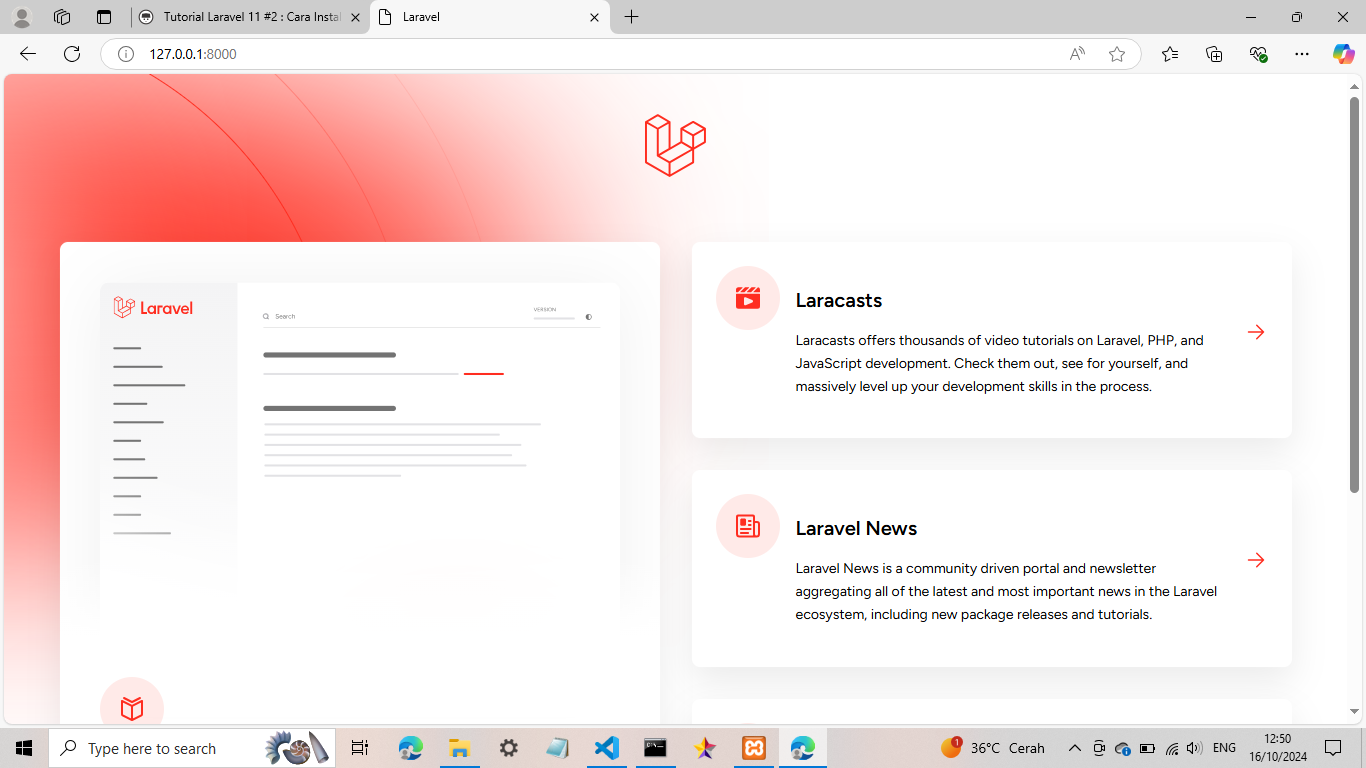 Tutorial Laravel 11 #2 : Cara Instal
Laravel
127.0.0.1:8000
Laravel
Search
VERSION
Laracasts
Laracasts offers thousands of video tutorials on Laravel, PHP, and
JavaScript development. Check them out, see for yourself, and
massively level up your development skills in the process.
Laravel News
Laravel News is a community driven portal and newsletter
aggregating all of the latest and most important news in the Laravel
ecosystem, including new package releases and tutorials.
Type here to search
1
36°C Cerah
ENG
12:50
16/10/2024